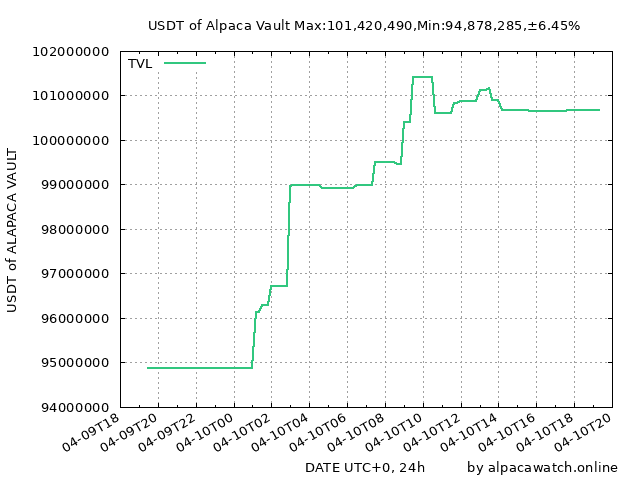 USDT of Alpaca Vault Max:101,420,490,Min:94,878,285,±6.45%
TVL
USDT of ALAPACA VAULT
102000000
101000000
100000000
99000000
98000000
97000000
96000000
95000000
94000000
04-09T18
04-09T20
04-09T22
04-10T00
04-10T02
04-10T04
04-10T06
04-10T08
04-10T10
04-10T12
04-10T14
04-10T16
04-10T18
04-10T20
DATE UTC+0, 24h
by alpacawatch.online